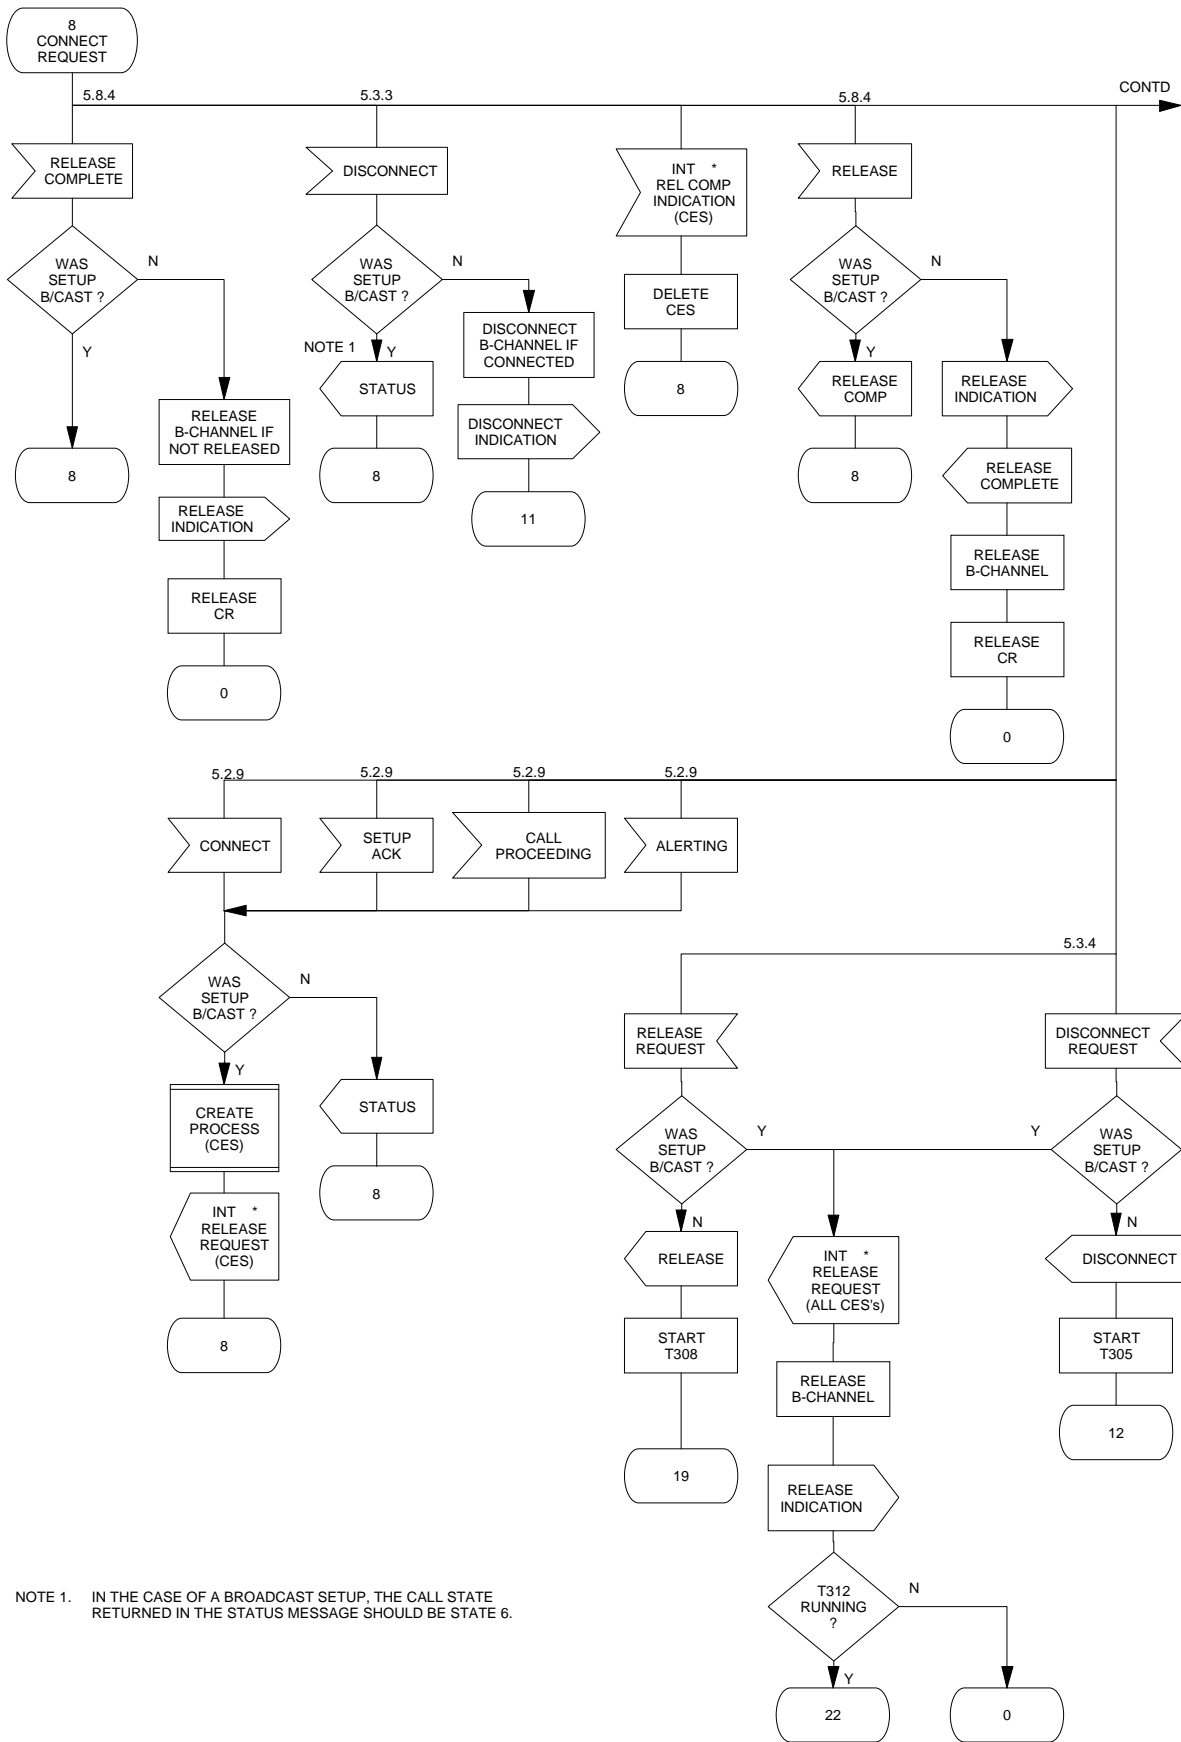 8
CONNECT
REQUEST
CONTD
5.8.4
5.3.3
5.8.4
RELEASE
COMPLETE
DISCONNECT
INT *
REL COMP
INDICATION
(CES)
RELEASE
WAS
SETUP
B/CAST ?
N
Y
WAS
SETUP
B/CAST ?
N
NOTE 1
Y
DELETE
CES
WAS
SETUP
B/CAST ?
N
Y
DISCONNECT
B-CHANNEL IF
CONNECTED
STATUS
8
RELEASE
COMP
RELEASE
INDICATION
RELEASE
B-CHANNEL IF
NOT RELEASED
DISCONNECT
INDICATION
8
8
8
RELEASE
COMPLETE
RELEASE
INDICATION
11
RELEASE
B-CHANNEL
RELEASE
CR
RELEASE
CR
0
0
5.2.9
5.2.9
5.2.9
5.2.9
CONNECT
SETUP
ACK
CALL
PROCEEDING
ALERTING
5.3.4
WAS
SETUP
B/CAST ?
N
Y
RELEASE
REQUEST
DISCONNECT
REQUEST
CREATE
PROCESS
(CES)
STATUS
WAS
SETUP
B/CAST ?
Y
N
Y
WAS
SETUP
B/CAST ?
N
8
INT *
RELEASE
REQUEST
(CES)
RELEASE
INT *
RELEASE
REQUEST
(ALL CES's)
DISCONNECT
8
START
T308
START
T305
RELEASE
B-CHANNEL
12
19
RELEASE
INDICATION
T312
RUNNING
?
N
Y
22
0
NOTE 1. IN THE CASE OF A BROADCAST SETUP, THE CALL STATE
RETURNED IN THE STATUS MESSAGE SHOULD BE STATE 6.